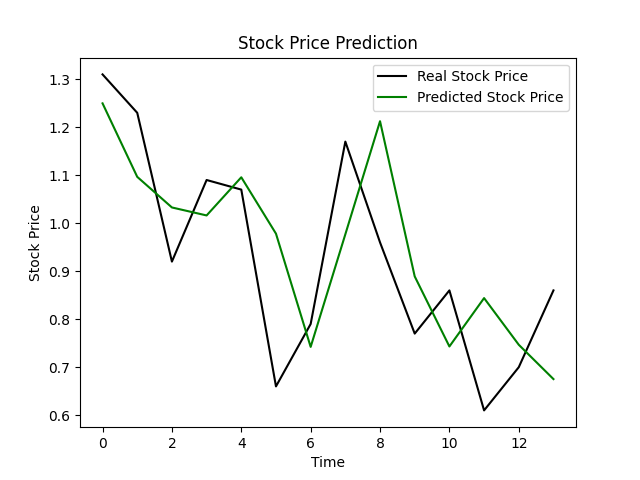 Stock Price Prediction
Real Stock Price
Predicted Stock Price
Stock Price
1.3
1.2
1.1
1.0
0.9
0.8
0.7
0.6
0 2 4 6 8 10 12
Time